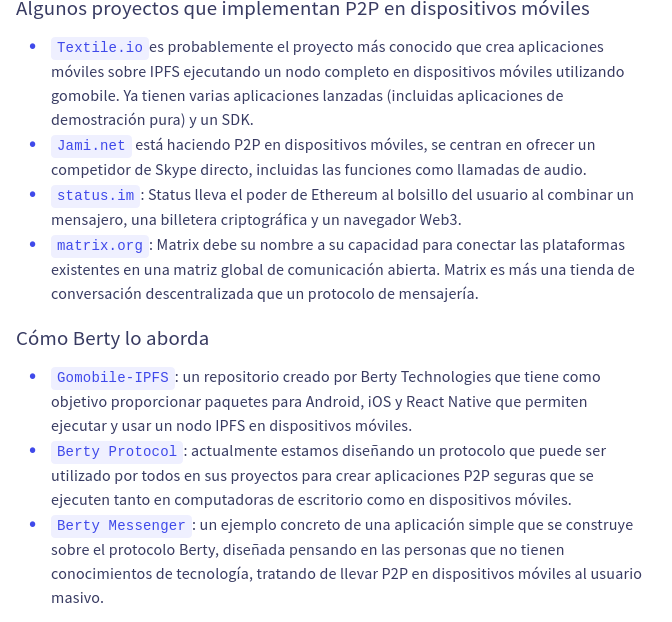 Algunos proyectos que implementan P2P en dispositivos móviles
Textile.io es probablemente el proyecto más conocido que crea aplicaciones
móviles sobre IPFS ejecutando un nodo completo en dispositivos móviles utilizando
gomobile. Ya tienen varias aplicaciones lanzadas (incluidas aplicaciones de
demostración pura) y un SDK.
Jami.net está haciendo P2P en dispositivos móviles, se centran en ofrecer un
competidor de Skype directo, incluidas las funciones como llamadas de audio.
status.im : Status lleva el poder de Ethereum al bolsillo del usuario al combinar un
mensajero, una billetera criptográfica y un navegador Web3.
matrix.org : Matrix debe su nombre a su capacidad para conectar las plataformas
existentes en una matriz global de comunicación abierta. Matrix es más una tienda de
conversación descentralizada que un protocolo de mensajería.
Cómo Berty lo aborda
Gomobile-IPFS : un repositorio creado por Berty Technologies que tiene como
objetivo proporcionar paquetes para Android, iOS y React Native que permiten
ejecutar y usar un nodo IPFS en dispositivos móviles.
Berty Protocol : actualmente estamos diseñando un protocolo que puede ser
utilizado por todos en sus proyectos para crear aplicaciones P2P seguras que se
ejecuten tanto en computadoras de escritorio como en dispositivos móviles.
Berty Messenger : un ejemplo concreto de una aplicación simple que se construye
sobre el protocolo Berty, diseñada pensando en las personas que no tienen
conocimientos de tecnología, tratando de llevar P2P en dispositivos móviles al usuario
masivo.